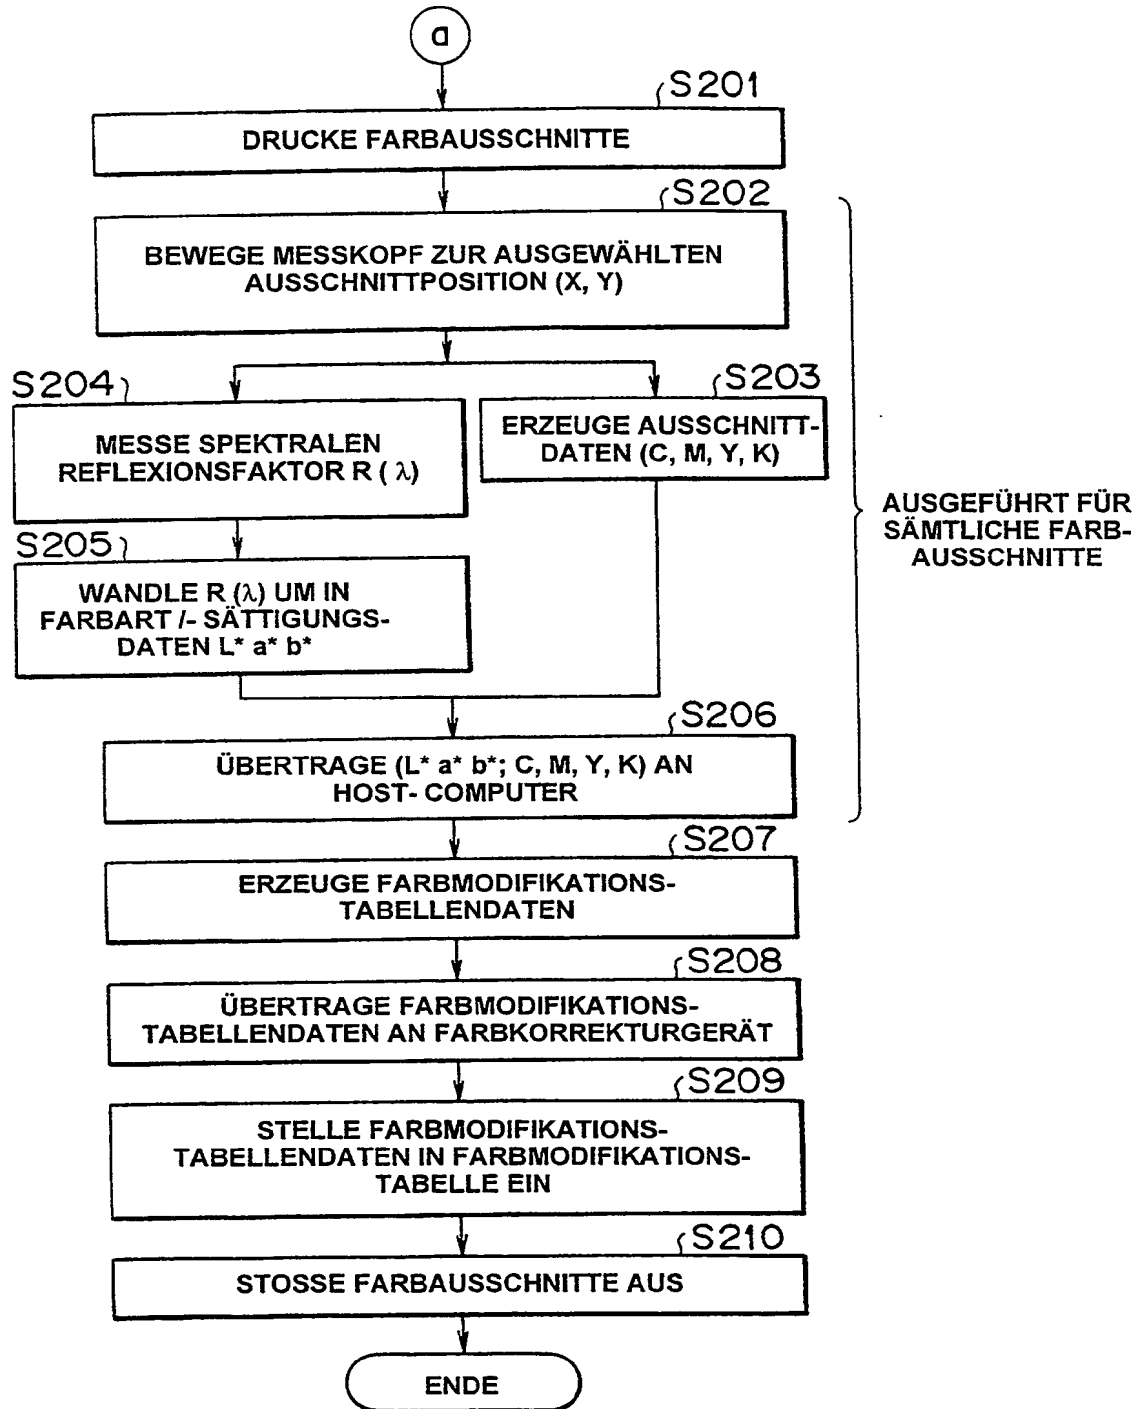 a
S201
DRUCKE FARBAUSSCHNITTE
S202
BEWEGE MESSKOPF ZUR AUSGEWÄHLTEN
AUSSCHNITTPOSITION (X, Y)
S204
MESSE SPEKTRALEN
REFLEXIONSFAKTOR R ( λ)
S203
ERZEUGE AUSSCHNITT-
DATEN (C, M, Y, K)
AUSGEFÜHRT FÜR
SÄMTLICHE FARB-
AUSSCHNITTE
S205
WANDLE R (λ) UM IN
FARBART /- SÄTTIGUNGS-
DATEN L* a* b*
S206
ÜBERTRAGE (L* a* b*; C, M, Y, K) AN
HOST- COMPUTER
S207
ERZEUGE FARBMODIFIKATIONS-
TABELLENDATEN
S208
ÜBERTRAGE FARBMODIFIKATIONS-
TABELLENDATEN AN FARBKORREKTURGERÄT
S209
STELLE FARBMODIFIKATIONS-
TABELLENDATEN IN FARBMODIFIKATIONS-
TABELLE EIN
S210
STOSSE FARBAUSSCHNITTE AUS
ENDE